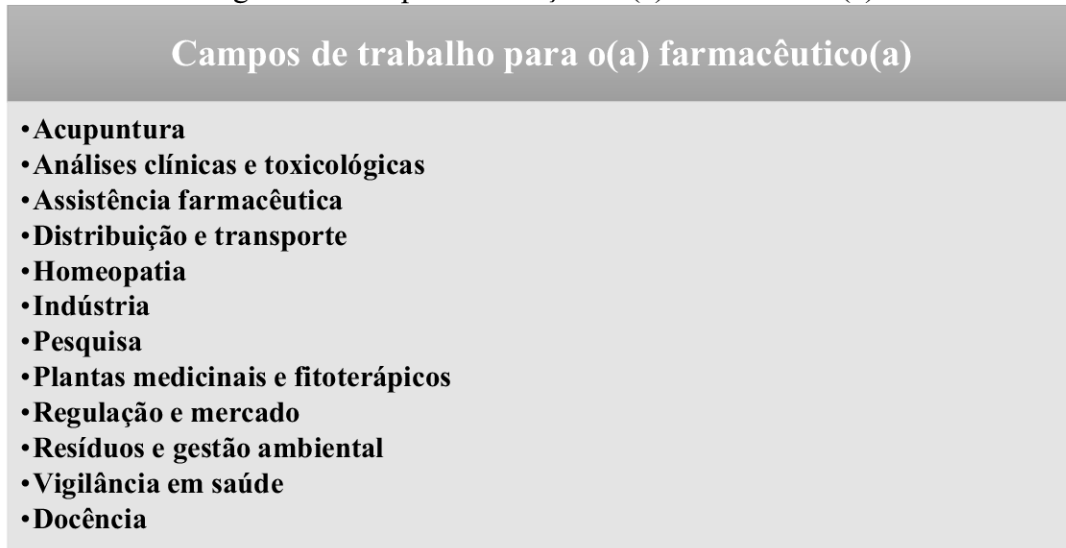 Campos de trabalho para o(a) farmacêutico(a)
•Acupuntura
•Análises clínicas e toxicológicas
•Assistência farmacêutica
•Distribuição e transporte
•Homeopatia
•Indústria
•Pesquisa
•Plantas medicinais e fitoterápicos
•Regulação e mercado
•Resíduos e gestão ambiental
•Vigilância em saúde
•Docência